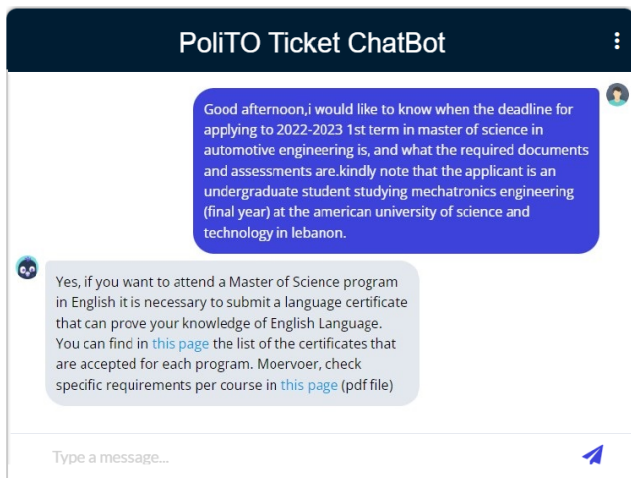 PoliTO Ticket ChatBot
Good afternoon,i would like to know when the deadline for
applying to 2022-2023 1st term in master of science in
automotive engineering is, and what the required documents
and assessments are.kindly note that the applicant is an
undergraduate student studying mechatronics engineering
(final year) at the american university of science and
technology in lebanon.
Yes, if you want to attend a Master of Science program
in English it is necessary to submit a language certificate
that can prove your knowledge of English Language.
You can find in this page the list of the certificates that
are accepted for each program. Moervoer, check
specific requirements per course in this page (pdf file)
Type a message...